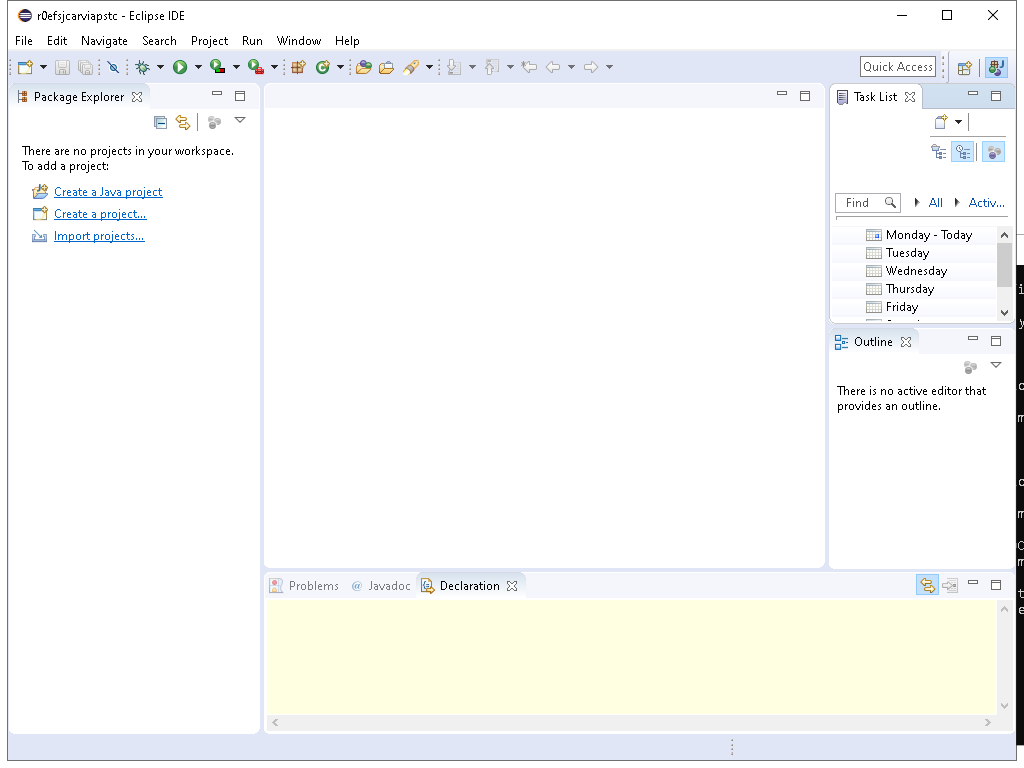 r0efsjcarviapstc - Eclipse IDE
File Edit Navigate Search Project Run Window Help
Quick Access
Package Explorer
There are no projects in your workspace.
To add a project:
Create a Java project
Create a project...
Import projects...
Task List
Find All Activ...
Monday - Today
Tuesday
Wednesday
Thursday
Friday
Outline
There is no active editor that
provides an outline.
Problems @ Javadoc Declaration